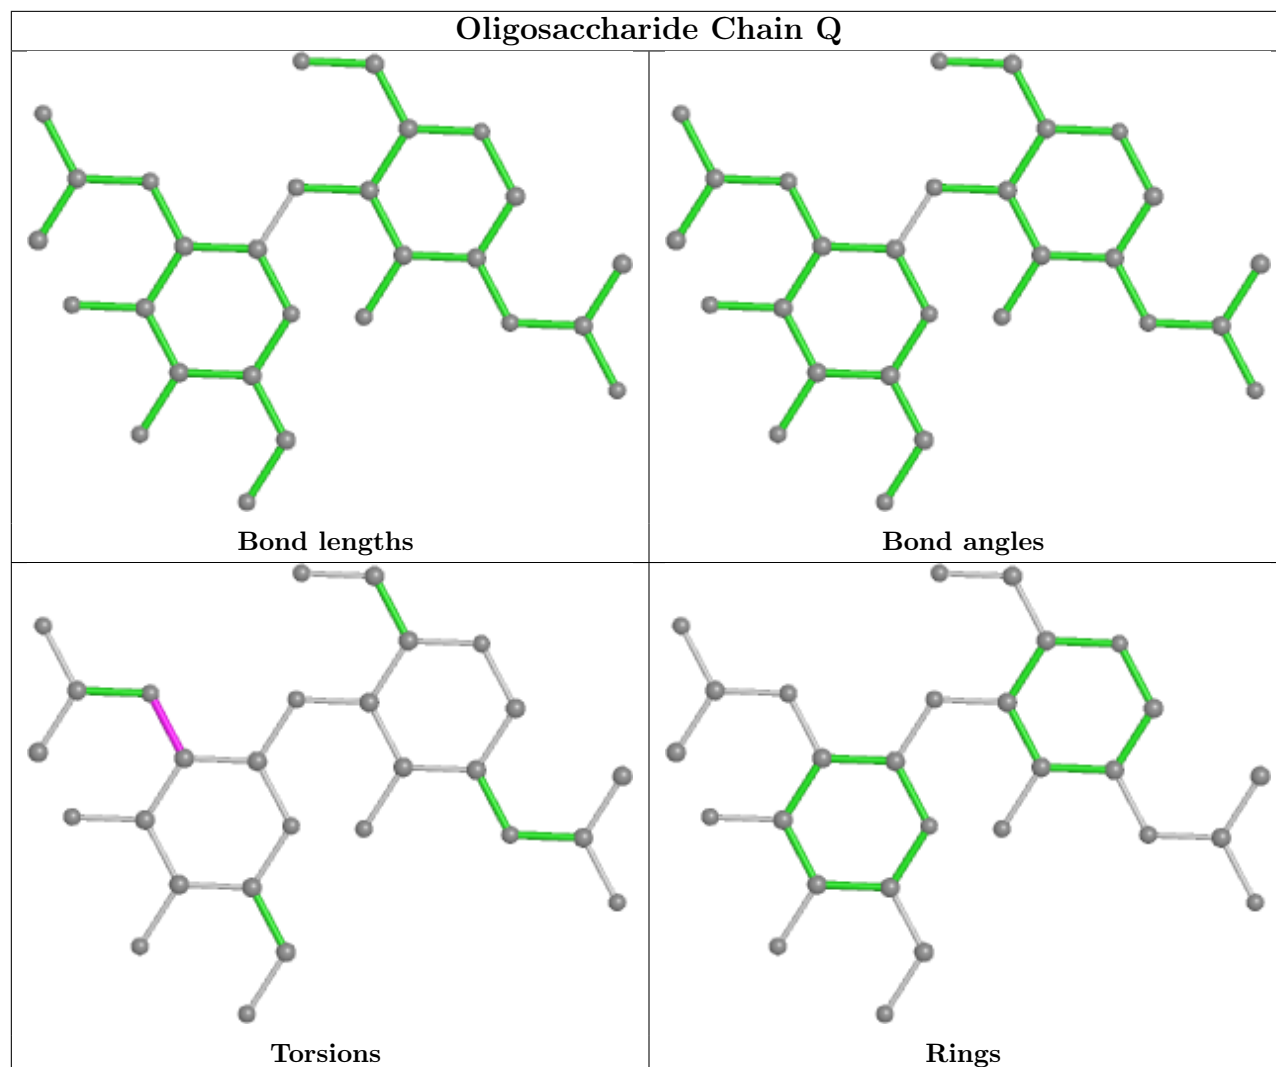 Oligosaccharide Chain Q
Bond lengths
Bond angles
Torsions
Rings